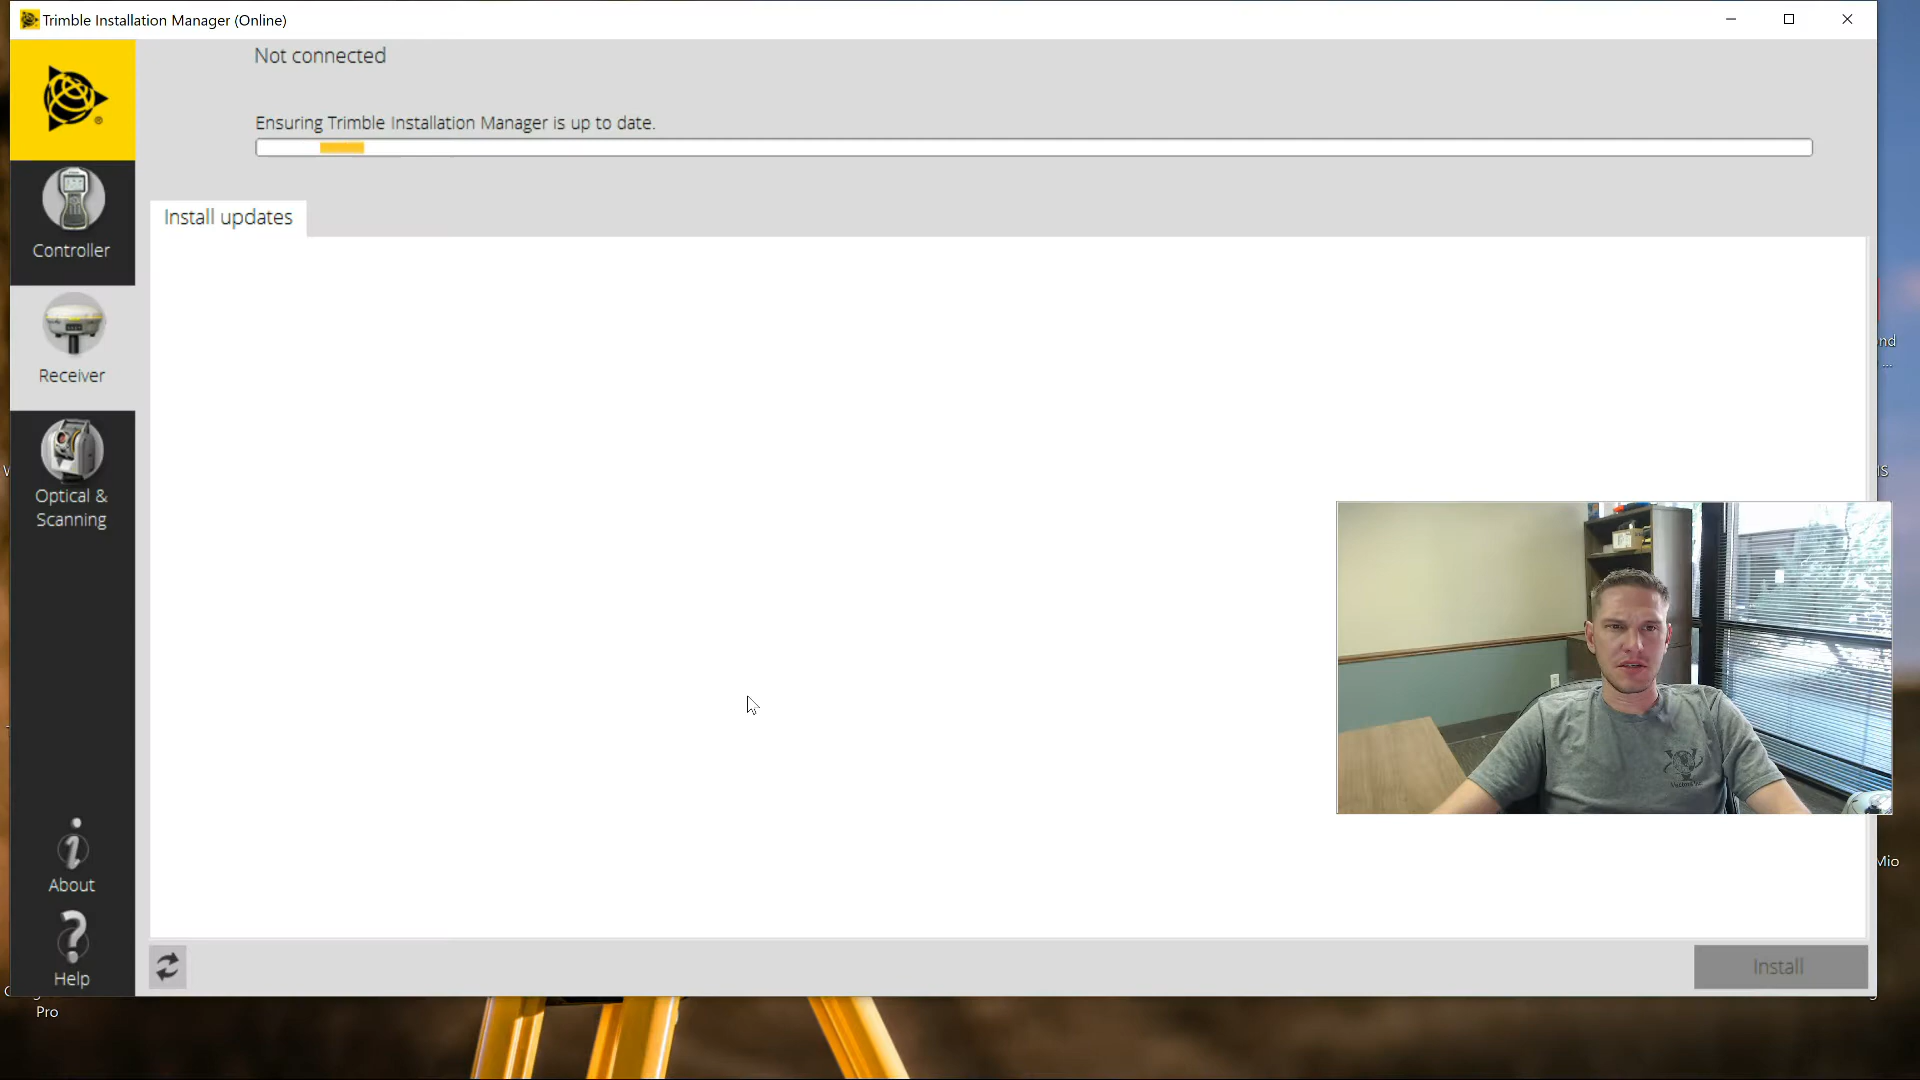 Trimble Installation Manager (Online)
Not connected
Ensuring Trimble Installation Manager is up to date.
Install updates
Controller
Receiver
Optical &
Scanning
About
Help
Install
Pro
Mio